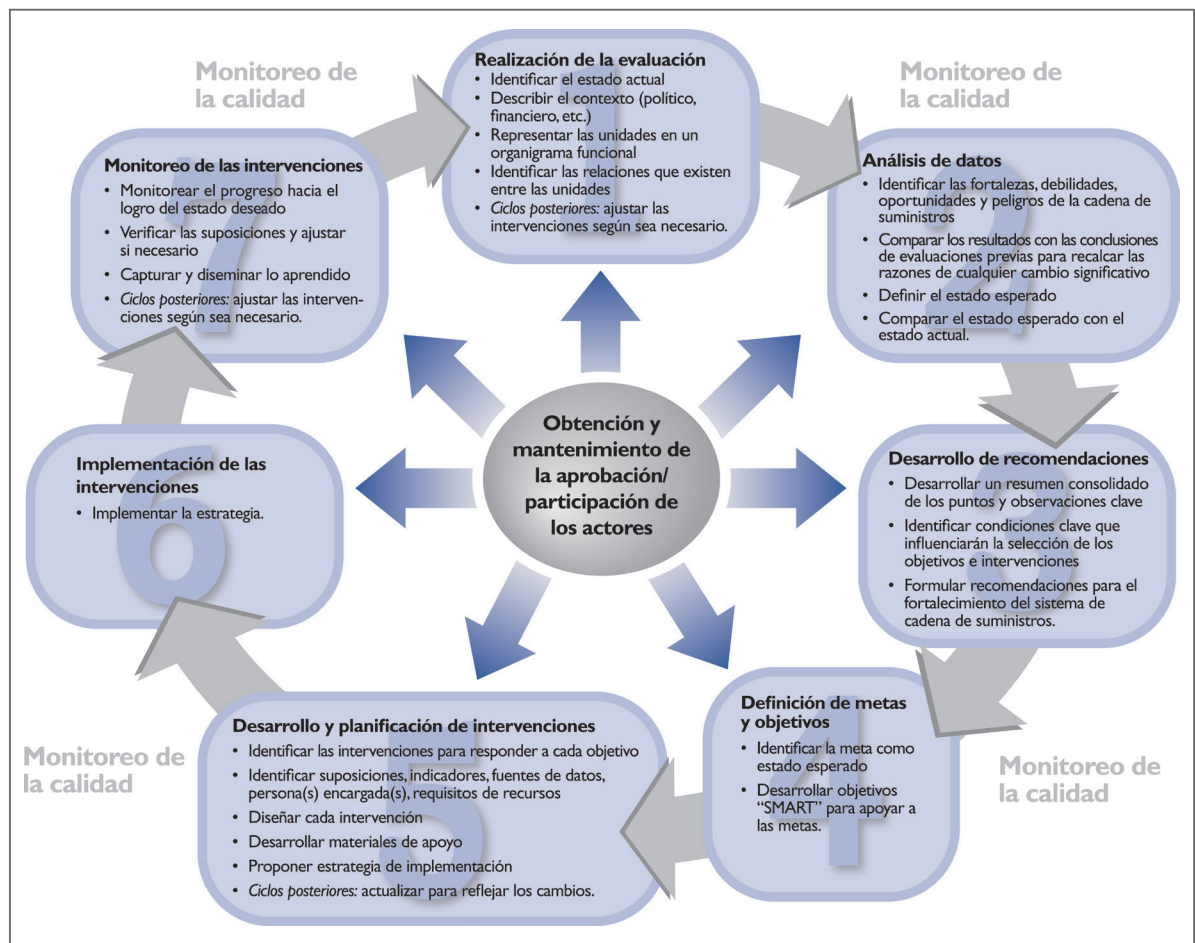 Monitoreo de
la calidad
1
Realización de la evaluación
• Identificar el estado actual
• Describir el contexto (político,
financiero, etc.)
• Representar las unidades en un
organigrama funcional
• Identificar las relaciones que existen
entre las unidades
• Ciclos posteriores: ajustar las
intervenciones según sea necesario.
Monitoreo de
la calidad
2
Análisis de datos
• Identificar las fortalezas, debilidades,
oportunidades y peligros de la cadena de
suministros
• Comparar los resultados con las conclusiones
de evaluaciones previas para recalcar las
razones de cualquier cambio significativo
• Definir el estado esperado
• Comparar el estado esperado con el
estado actual.
3
Desarrollo de recomendaciones
• Desarrollar un resumen consolidado
de los puntos y observaciones clave
• Identificar condiciones clave que
influenciarán la selección de los
objetivos e intervenciones
• Formular recomendaciones para el
fortalecimiento del sistema de
cadena de suministros.
Monitoreo de
la calidad
4
Definición de metas
y objetivos
• Identificar la meta como
estado esperado
• Desarrollar objetivos
“SMART” para apoyar a
las metas.
5
Desarrollo y planificación de intervenciones
• Identificar las intervenciones para responder a cada objetivo
• Identificar suposiciones, indicadores, fuentes de datos,
persona(s) encargada(s), requisitos de recursos
• Diseñar cada intervención
• Desarrollar materiales de apoyo
• Proponer estrategia de implementación
• Ciclos posteriores: actualizar para reflejar los cambios.
Monitoreo de
la calidad
6
Implementación de las
intervenciones
• Implementar la estrategia.
7
Monitoreo de las intervenciones
• Monitorear el progreso hacia el
logro del estado deseado
• Verificar las suposiciones y ajustar
si necesario
• Capturar y diseminar lo aprendido
• Ciclos posteriores: ajustar las interven-
ciones según sea necesario.
Obtención y
mantenimiento de
la aprobación/
participación de
los actores